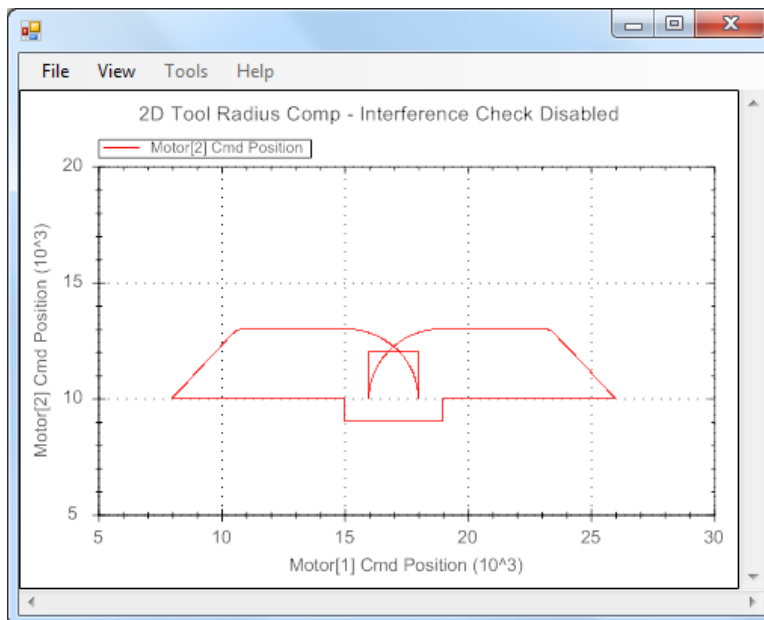 File View Tools Help
2D Tool Radius Comp - Interference Check Disabled
Motor[2] Cmd Position
Motor[2] Cmd Position (10^3)
20
15
10
5
5 10 15 20 25 30
Motor[1] Cmd Position (10^3)